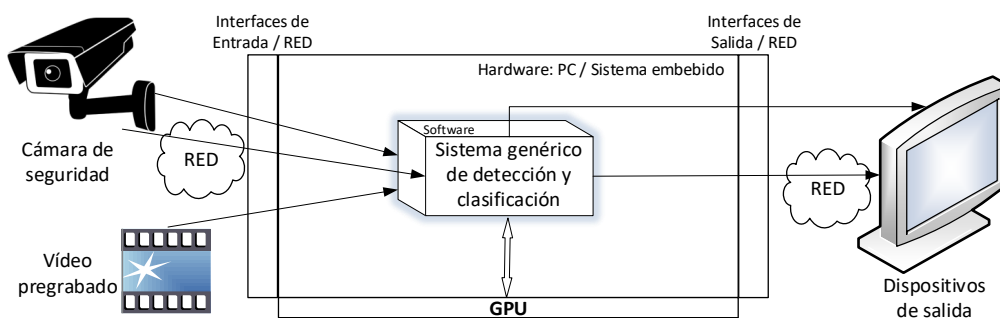 Interfaces de
Entrada / RED
Interfaces de
Salida / RED
Hardware: PC / Sistema embebido
Software
Sistema genérico
de detección y
clasificación
Cámara de
seguridad
RED
RED
Vídeo
pregrabado
GPU
Dispositivos
de salida